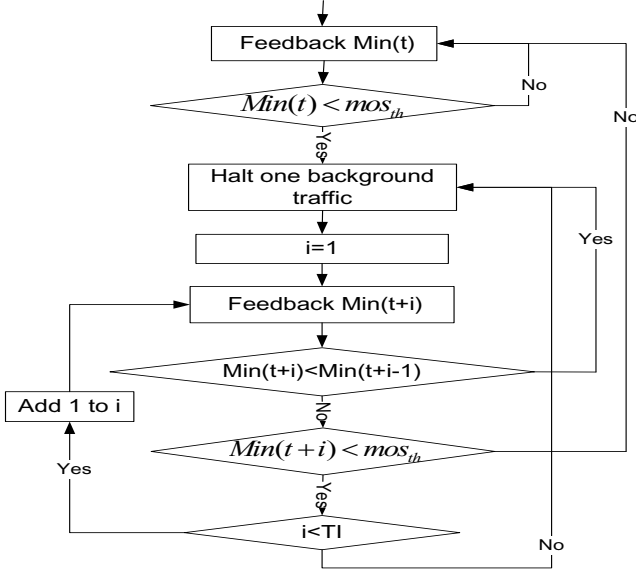 Feedback Min(t)
No
Min(t) < mos_th
No
Yes
Halt one background
traffic
Yes
i=1
Feedback Min(t+i)
Min(t+i)<Min(t+i-1)
Add 1 to i
No
Min(t + i) < mos_th
Yes
Yes
i<TI
No